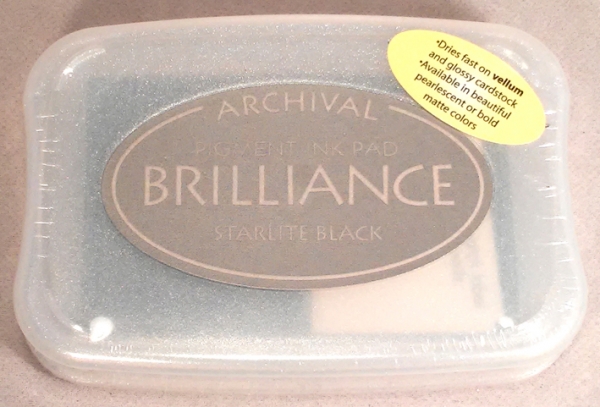 •Dries fast on vellum
and glossy cardstock
•Available in beautiful
pearlescent or bold
matte colors
ARCHIVAL
PIGMENT INK PAD
BRILLIANCE
STARLITE BLACK